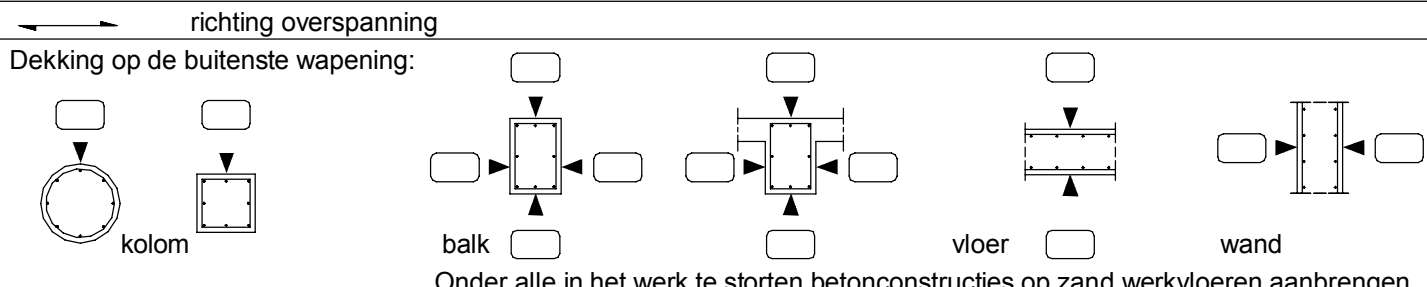 richting overspanning
Dekking op de buitenste wapening:
kolom
balk
vloer
wand
Onder alle in het werk te storten betonconstructies op zand werkvloeren aanbrengen